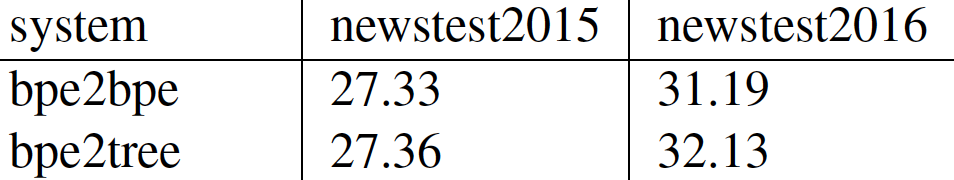 system newstest2015 newstest2016
bpe2bpe 27.33 31.19
bpe2tree 27.36 32.13